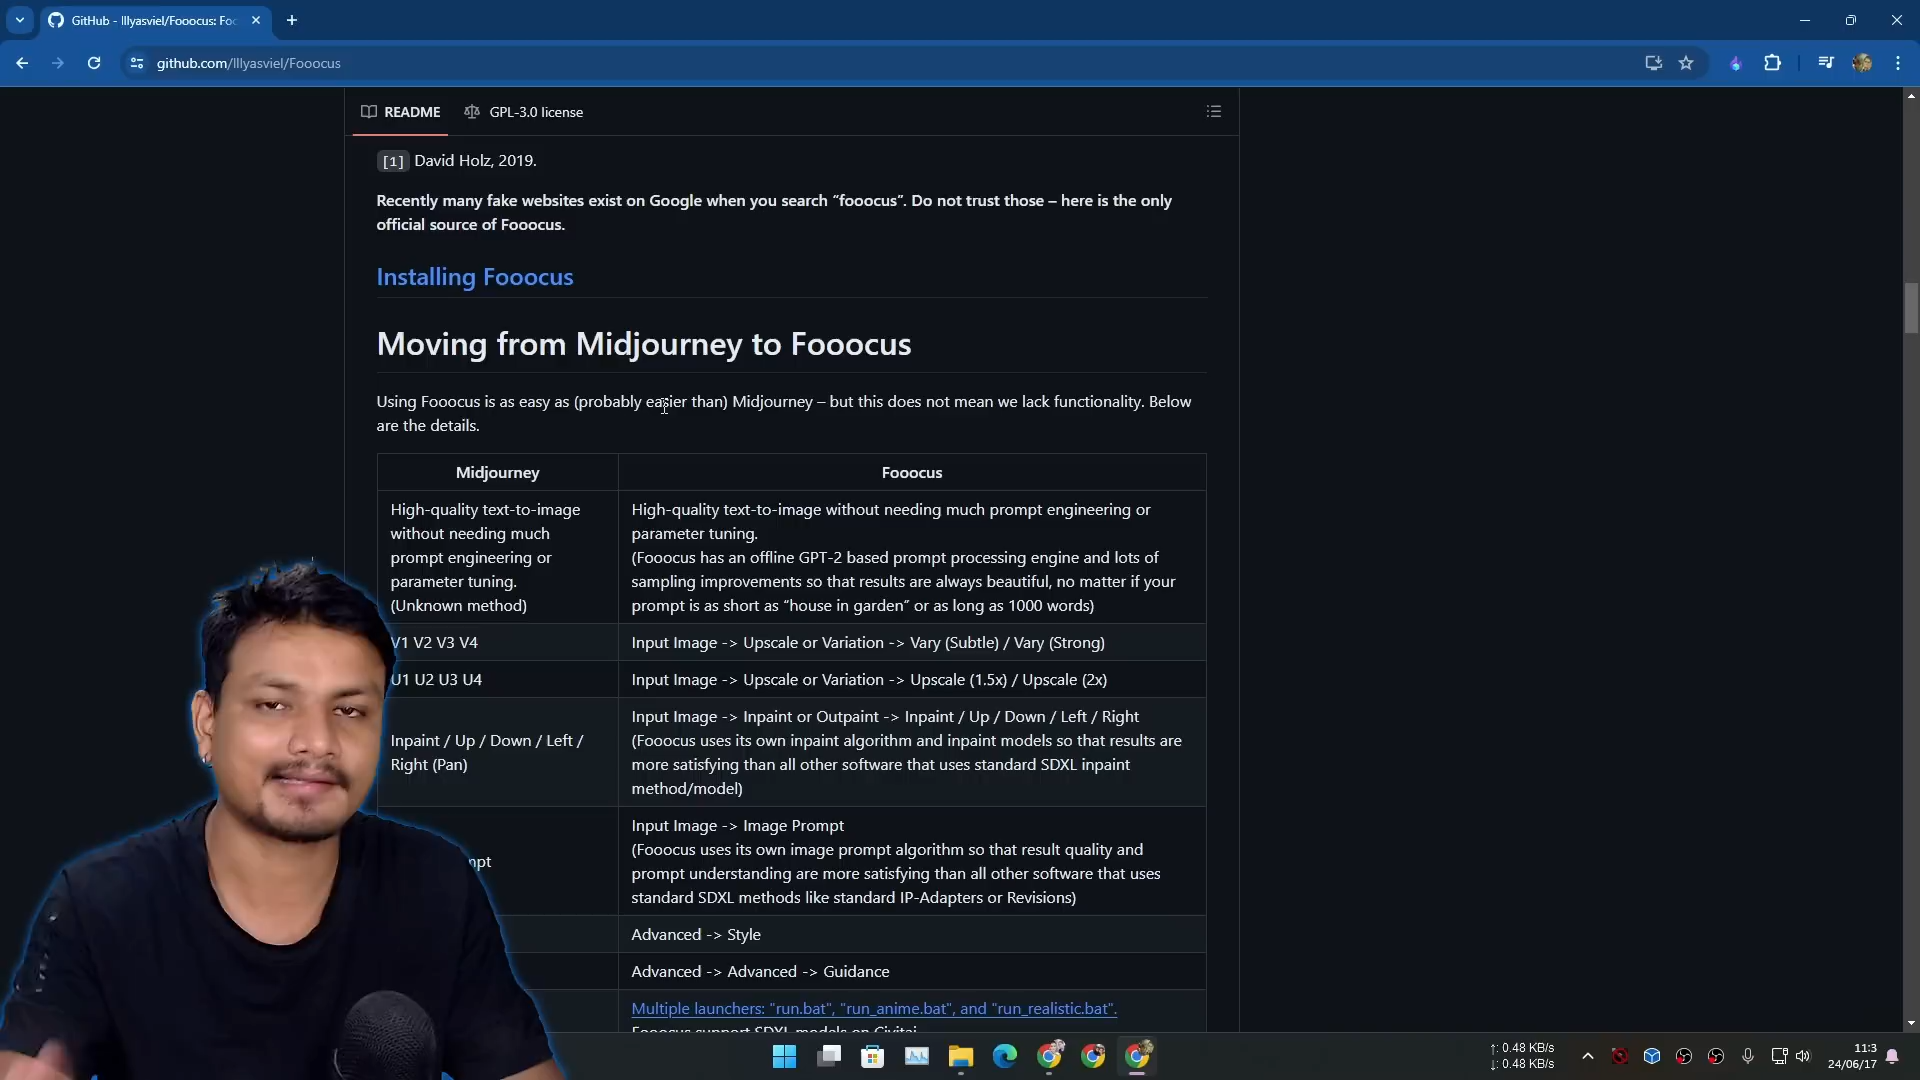 GitHub - lllyasviel/Fooocus: Foo
github.com/lllyasviel/Fooocus
README
GPL-3.0 license
[1] David Holz, 2019.
Recently many fake websites exist on Google when you search “fooocus”. Do not trust those – here is the only
official source of Fooocus.
Installing Fooocus
Moving from Midjourney to Fooocus
Using Fooocus is as easy as (probably easier than) Midjourney – but this does not mean we lack functionality. Below
are the details.
Midjourney
Fooocus
High-quality text-to-image
without needing much
prompt engineering or
parameter tuning.
(Unknown method)
High-quality text-to-image without needing much prompt engineering or
parameter tuning.
(Fooocus has an offline GPT-2 based prompt processing engine and lots of
sampling improvements so that results are always beautiful, no matter if your
prompt is as short as “house in garden” or as long as 1000 words)
V1 V2 V3 V4
Input Image -> Upscale or Variation -> Vary (Subtle) / Vary (Strong)
U1 U2 U3 U4
Input Image -> Upscale or Variation -> Upscale (1.5x) / Upscale (2x)
Inpaint / Up / Down / Left /
Right (Pan)
Input Image -> Inpaint or Outpaint -> Inpaint / Up / Down / Left / Right
(Fooocus uses its own inpaint algorithm and inpaint models so that results are
more satisfying than all other software that uses standard SDXL inpaint
method/model)
mpt
Input Image -> Image Prompt
(Fooocus uses its own image prompt algorithm so that result quality and
prompt understanding are more satisfying than all other software that uses
standard SDXL methods like standard IP-Adapters or Revisions)
Advanced -> Style
Advanced -> Advanced -> Guidance
Multiple launchers: "run.bat", "run_anime.bat", and "run_realistic.bat".
Fooocus support SDXL models on Civitai
↑: 0.48 KB/s
↓: 0.48 KB/s
11:3
24/06/17